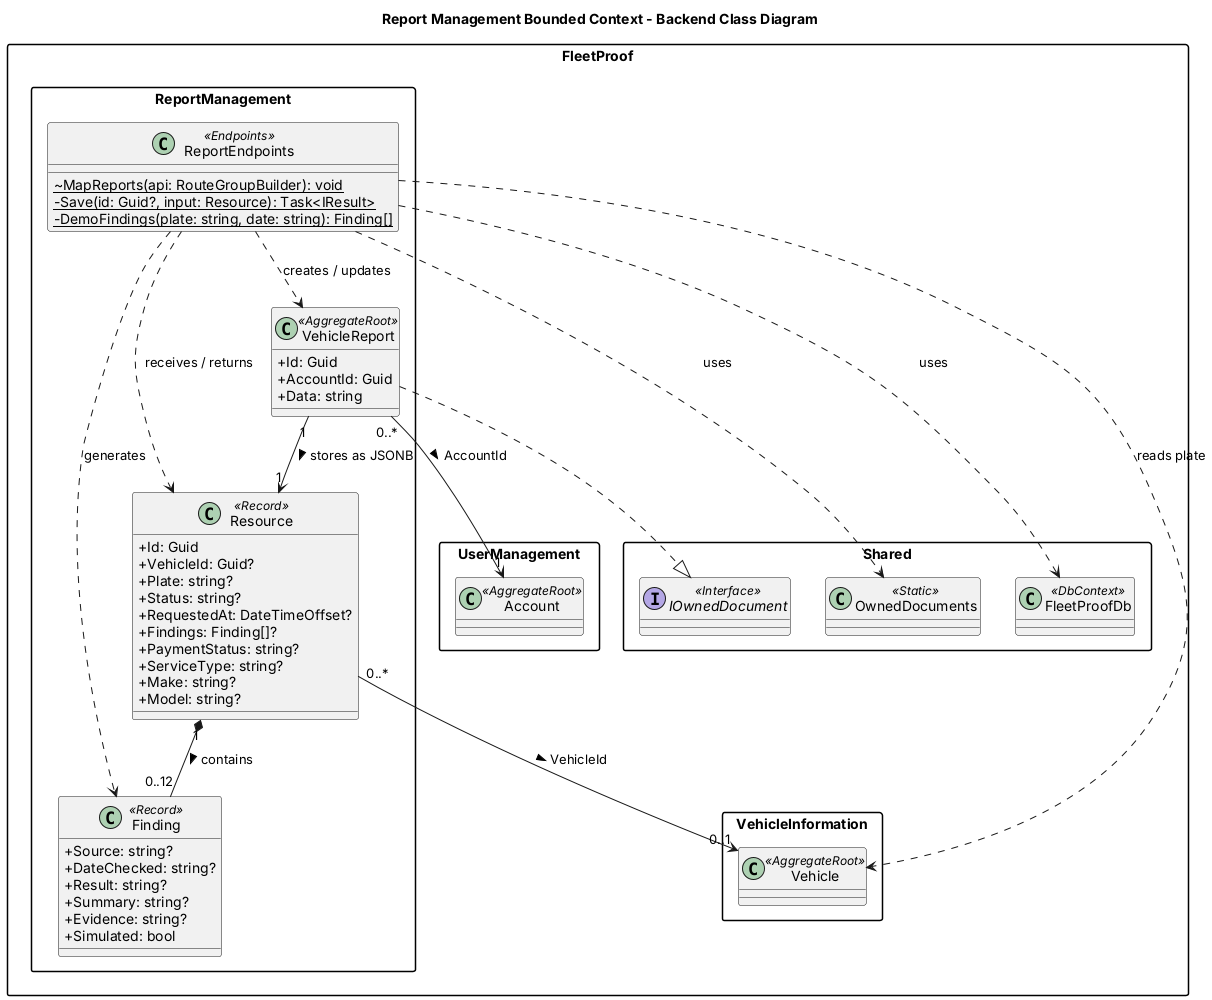 Report Management Bounded Context - Backend Class Diagram
FleetProof
ReportManagement
C
«Endpoints»
ReportEndpoints
~MapReports(api: RouteGroupBuilder): void
-Save(id: Guid?, input: Resource): Task<IResult>
-DemoFindings(plate: string, date: string): Finding[]
creates / updates
C
«AggregateRoot»
VehicleReport
+Id: Guid
+AccountId: Guid
+Data: string
receives / returns
uses
uses
1
0..*
generates
stores as JSONB
AccountId
reads plate
1
1
C
«Record»
Resource
+Id: Guid
+VehicleId: Guid?
+Plate: string?
+Status: string?
+RequestedAt: DateTimeOffset?
+Findings: Finding[]?
+PaymentStatus: string?
+ServiceType: string?
+Make: string?
+Model: string?
UserManagement
C
«AggregateRoot»
Account
Shared
I
«Interface»
IOwnedDocument
C
«Static»
OwnedDocuments
C
«DbContext»
FleetProofDb
0..*
1
contains
VehicleId
0..12
C
«Record»
Finding
+Source: string?
+DateChecked: string?
+Result: string?
+Summary: string?
+Evidence: string?
+Simulated: bool
VehicleInformation
0..1
C
«AggregateRoot»
Vehicle